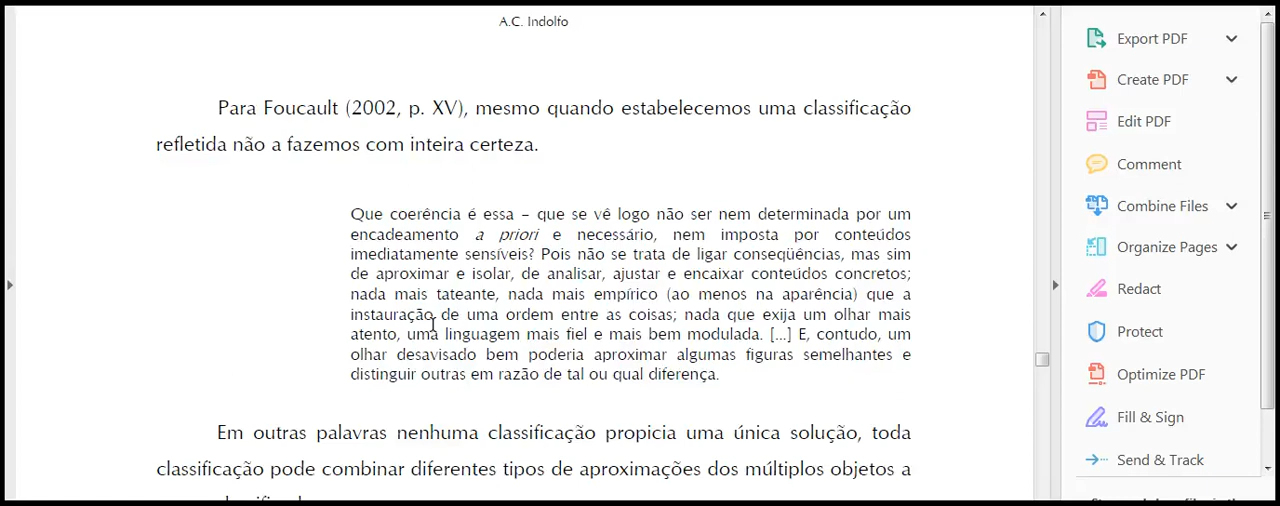 A.C. Indolfo
Para Foucault (2002, p. XV), mesmo quando estabelecemos uma classificação
refletida não a fazemos com inteira certeza.
Que coerência é essa – que se vê logo não ser nem determinada por um
encadeamento a priori e necessário, nem imposta por conteúdos
imediatamente sensíveis? Pois não se trata de ligar conseqüências, mas sim
de aproximar e isolar, de analisar, ajustar e encaixar conteúdos concretos;
nada mais tateante, nada mais empírico (ao menos na aparência) que a
instauração de uma ordem entre as coisas; nada que exija um olhar mais
atento, uma linguagem mais fiel e mais bem modulada. [...] E, contudo, um
olhar desavisado bem poderia aproximar algumas figuras semelhantes e
distinguir outras em razão de tal ou qual diferença.
Em outras palavras nenhuma classificação propicia uma única solução, toda
classificação pode combinar diferentes tipos de aproximações dos múltiplos objetos a
Export PDF
Create PDF
Edit PDF
Comment
Combine Files
Organize Pages
Redact
Protect
Optimize PDF
Fill & Sign
Send & Track